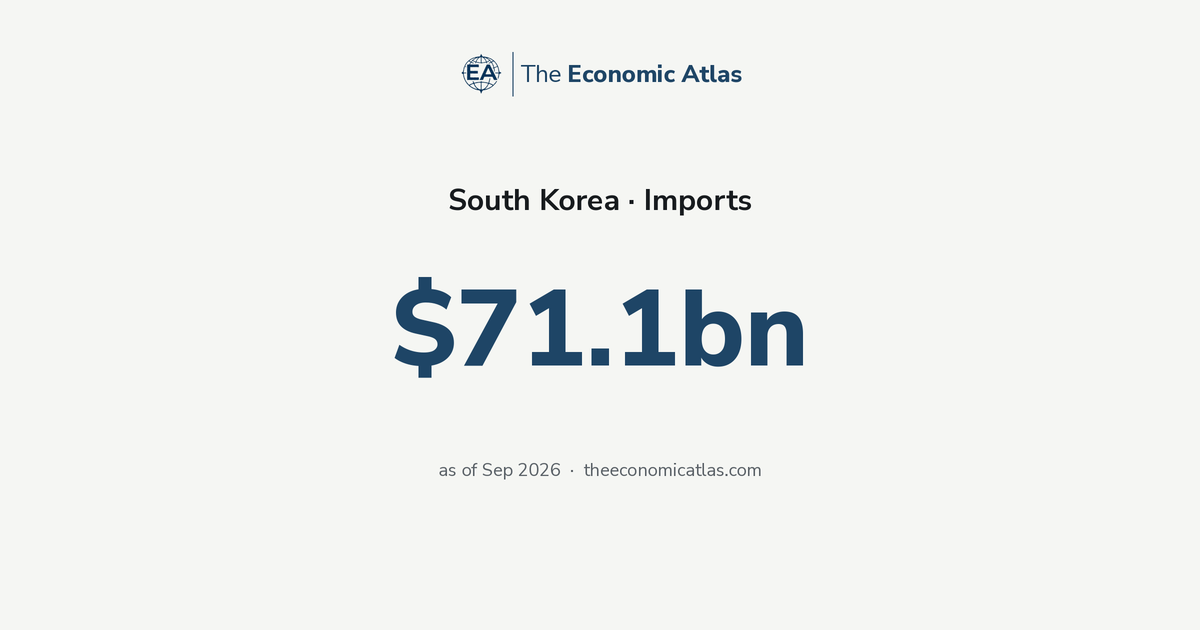 EA The Economic Atlas
South Korea · Imports
$71.1bn
as of Sep 2026 · theeconomicatlas.com